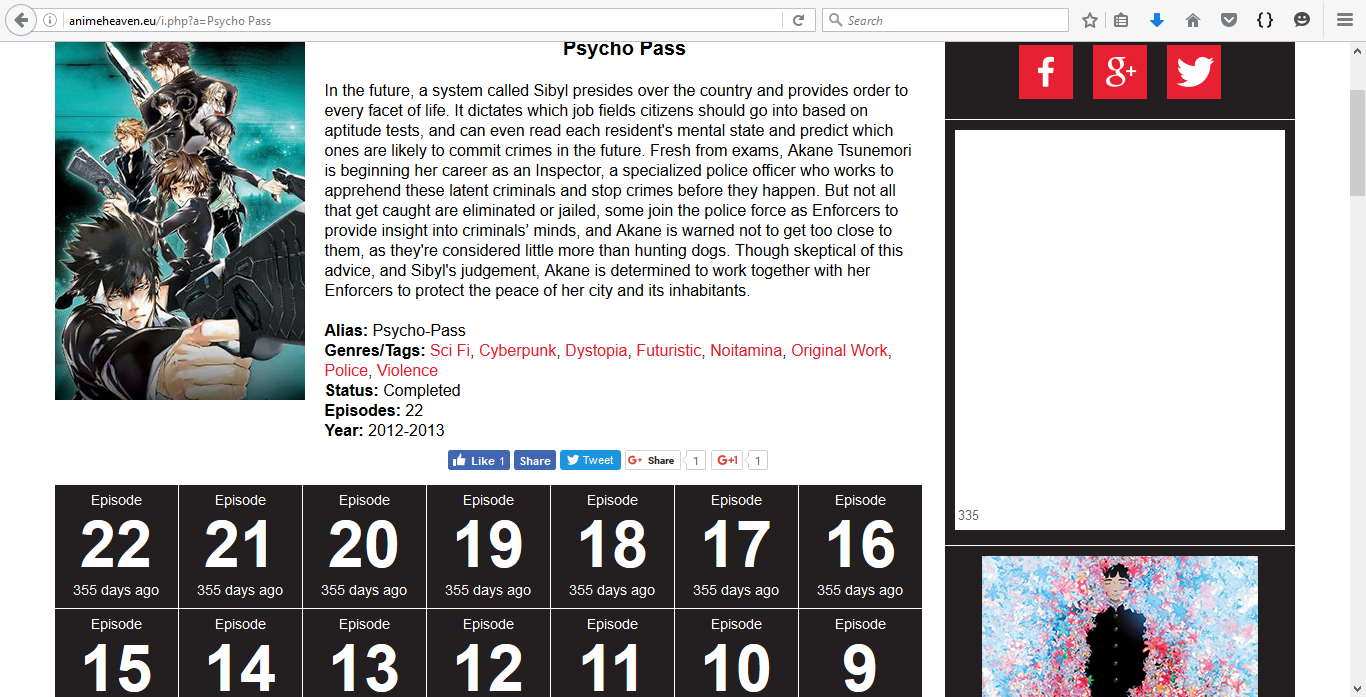 animeheaven.eu/i.php?a=Psycho Pass
Search
Psycho Pass
In the future, a system called Sibyl presides over the country and provides order to
every facet of life. It dictates which job fields citizens should go into based on
aptitude tests, and can even read each resident's mental state and predict which
ones are likely to commit crimes in the future. Fresh from exams, Akane Tsunemori
is beginning her career as an Inspector, a specialized police officer who works to
apprehend these latent criminals and stop crimes before they happen. But not all
that get caught are eliminated or jailed, some join the police force as Enforcers to
provide insight into criminals’ minds, and Akane is warned not to get too close to
them, as they're considered little more than hunting dogs. Though skeptical of this
advice, and Sibyl's judgement, Akane is determined to work together with her
Enforcers to protect the peace of her city and its inhabitants.
Alias: Psycho-Pass
Genres/Tags: Sci Fi, Cyberpunk, Dystopia, Futuristic, Noitamina, Original Work,
Police, Violence
Status: Completed
Episodes: 22
Year: 2012-2013
Like 1 Share Tweet G+ Share 1 G+1 1
Episode Episode Episode Episode Episode Episode Episode
22 21 20 19 18 17 16
355 days ago 355 days ago 355 days ago 355 days ago 355 days ago 355 days ago 355 days ago
Episode Episode Episode Episode Episode Episode Episode
15 14 13 12 11 10 9
f g+
335